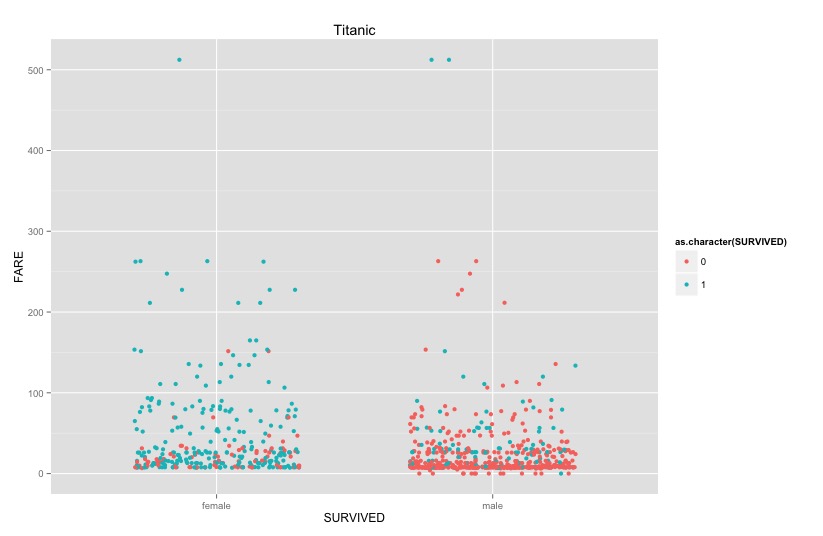 Titanic
FARE
500
400
300
200
100
0
female
male
SURVIVED
as.character(SURVIVED)
0
1